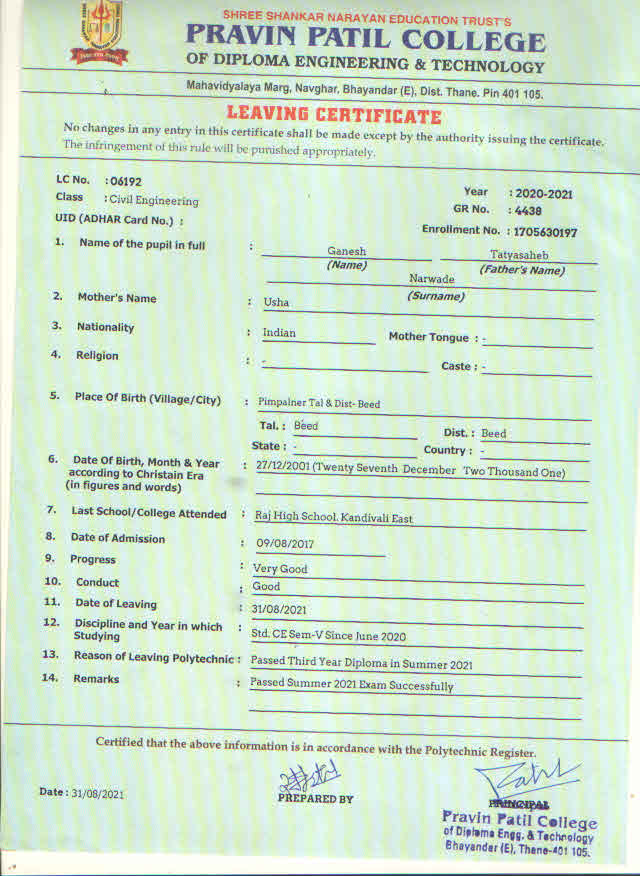 SHREE SHANKAR NARAYAN EDUCATION TRUST'S
PRAVIN PATIL COLLEGE
OF DIPLOMA ENGINEERING & TECHNOLOGY
Mahavidyalaya Marg, Navghar, Bhayandar (E), Dist. Thane. Pin 401 105.
LEAVING CERTIFICATE
No changes in any entry in this certificate shall be made except by the authority issuing the certificate.
The infringement of this rule will be punished appropriately.
LC No. : 06192
Year : 2020-2021
Class : Civil Engineering
GR No. : 4438
UID (ADHAR Card No.) :
Enrollment No. : 1705630197
1. Name of the pupil in full : Ganesh Tatyasaheb
(Name) (Father's Name)
Narwade
(Surname)
2. Mother's Name : Usha
3. Nationality : Indian Mother Tongue : -
4. Religion : - Caste : -
5. Place Of Birth (Village/City) : Pimpalner Tal & Dist- Beed
Tal. : Beed Dist. : Beed
State : - Country : -
6. Date Of Birth, Month & Year : 27/12/2001 (Twenty Seventh December Two Thousand One)
according to Christain Era
(in figures and words)
7. Last School/College Attended : Raj High School. Kandivali East
8. Date of Admission : 09/08/2017
9. Progress : Very Good
10. Conduct : Good
11. Date of Leaving : 31/08/2021
12. Discipline and Year in which : Std. CE Sem-V Since June 2020
Studying
13. Reason of Leaving Polytechnic : Passed Third Year Diploma in Summer 2021
14. Remarks : Passed Summer 2021 Exam Successfully
Certified that the above information is in accordance with the Polytechnic Register.
Date : 31/08/2021
PREPARED BY
PRINCIPAL
Pravin Patil College
of Diploma Engg. & Technology
Bhayandar (E), Thane-401 105.